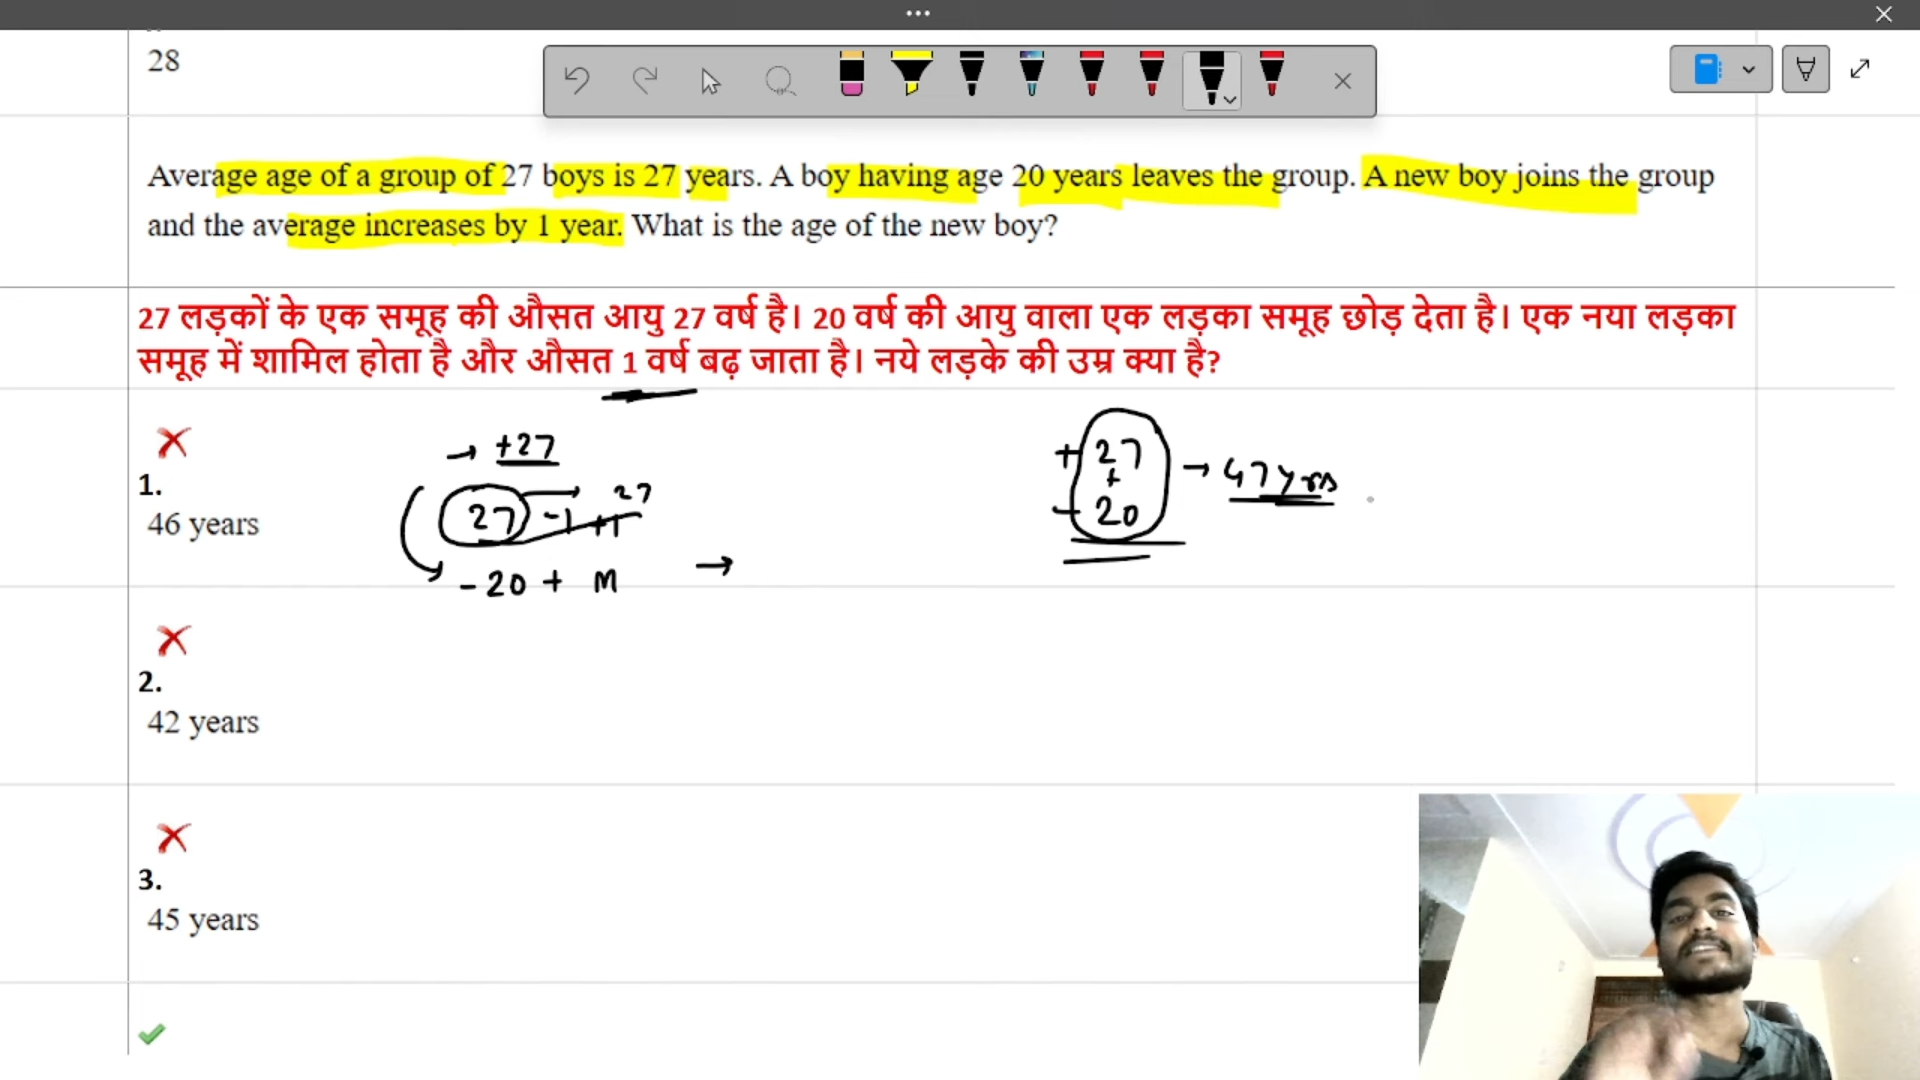 28
Average age of a group of 27 boys is 27 years. A boy having age 20 years leaves the group. A new boy joins the group
and the average increases by 1 year. What is the age of the new boy?
27 लड़कों के एक समूह की औसत आयु 27 वर्ष है। 20 वर्ष की आयु वाला एक लड़का समूह छोड़ देता है। एक नया लड़का
समूह में शामिल होता है और औसत 1 वर्ष बढ़ जाता है। नये लड़के की उम्र क्या है?
→ +27
27 -1 +1 27
-20 + M →
+ 27
+
- 20
→ 47yrs
1.
46 years
2.
42 years
3.
45 years